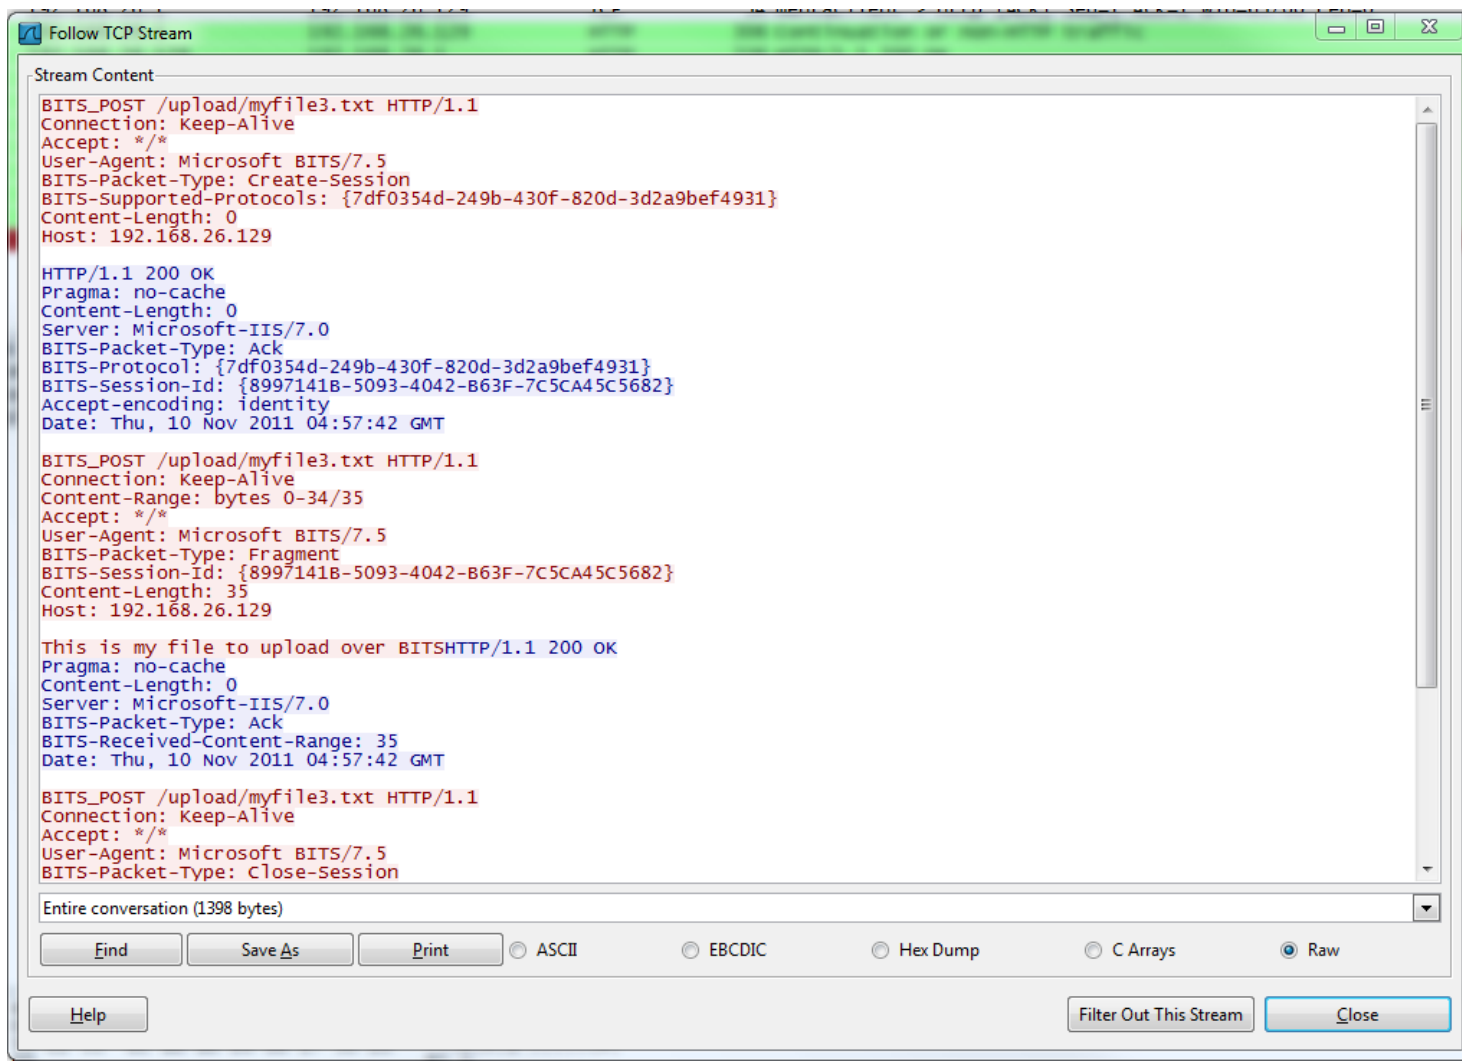 Follow TCP Stream
Stream Content
BITS_POST /upload/myfile3.txt HTTP/1.1
Connection: Keep-Alive
Accept: */*
User-Agent: Microsoft BITS/7.5
BITS-Packet-Type: Create-Session
BITS-Supported-Protocols: {7df0354d-249b-430f-820d-3d2a9bef4931}
Content-Length: 0
Host: 192.168.26.129
HTTP/1.1 200 OK
Pragma: no-cache
Content-Length: 0
Server: Microsoft-IIS/7.0
BITS-Packet-Type: Ack
BITS-Protocol: {7df0354d-249b-430f-820d-3d2a9bef4931}
BITS-Session-Id: {8997141B-5093-4042-B63F-7C5CA45C5682}
Accept-encoding: identity
Date: Thu, 10 Nov 2011 04:57:42 GMT
BITS_POST /upload/myfile3.txt HTTP/1.1
Connection: Keep-Alive
Content-Range: bytes 0-34/35
Accept: */*
User-Agent: Microsoft BITS/7.5
BITS-Packet-Type: Fragment
BITS-Session-Id: {8997141B-5093-4042-B63F-7C5CA45C5682}
Content-Length: 35
Host: 192.168.26.129
This is my file to upload over BITSHTTP/1.1 200 OK
Pragma: no-cache
Content-Length: 0
Server: Microsoft-IIS/7.0
BITS-Packet-Type: Ack
BITS-Received-Content-Range: 35
Date: Thu, 10 Nov 2011 04:57:42 GMT
BITS_POST /upload/myfile3.txt HTTP/1.1
Connection: Keep-Alive
Accept: */*
User-Agent: Microsoft BITS/7.5
BITS-Packet-Type: Close-Session
Entire conversation (1398 bytes)
Find Save As Print ASCII EBCDIC Hex Dump C Arrays Raw
Help Filter Out This Stream Close